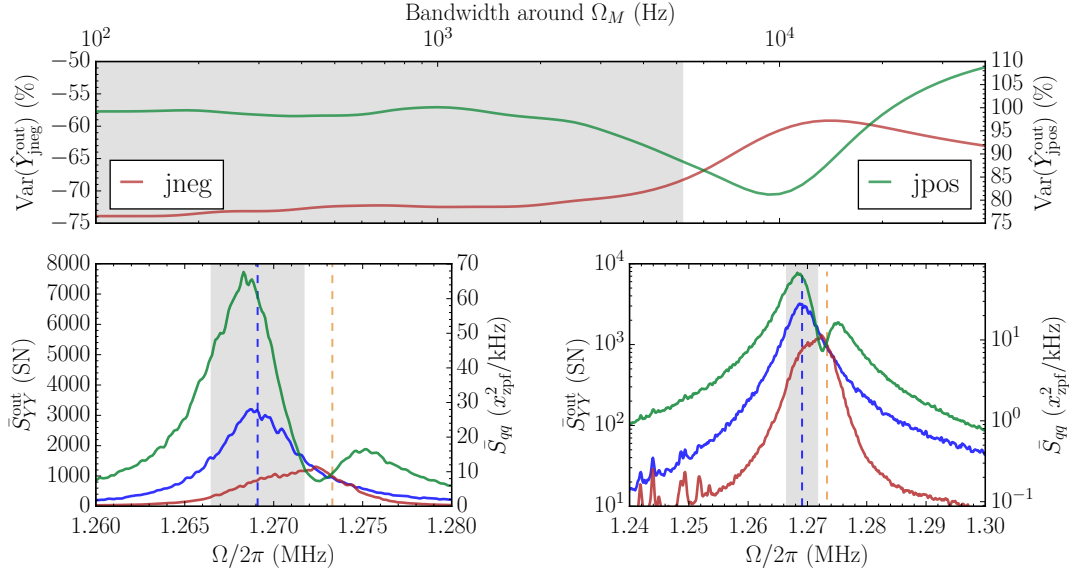 Bandwidth around Ω_M (Hz)
10^2 10^3 10^4
Var(Ŷ^out_jneg) (%)
−50
−55
−60
−65
−70
−75
jneg
jpos
110
105
100
95
90
85
80
75
Var(Ŷ^out_jpos) (%)
S̄^out_YY (SN)
8000
7000
6000
5000
4000
3000
2000
1000
0
70
60
50
40
30
20
10
0
S̄_qq (x²_zpf/kHz)
1.260 1.265 1.270 1.275 1.280
Ω/2π (MHz)
S̄^out_YY (SN)
10^4
10^3
10^2
10^1
10^1
10^0
10^−1
S̄_qq (x²_zpf/kHz)
1.24 1.25 1.26 1.27 1.28 1.29 1.30
Ω/2π (MHz)